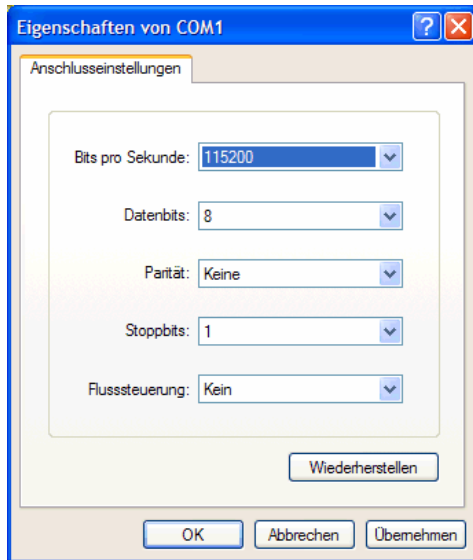 Eigenschaften von COM1
Anschlusseinstellungen
Bits pro Sekunde: 115200
Datenbits: 8
Parität: Keine
Stoppbits: 1
Flusssteuerung: Kein
Wiederherstellen
OK Abbrechen Übernehmen